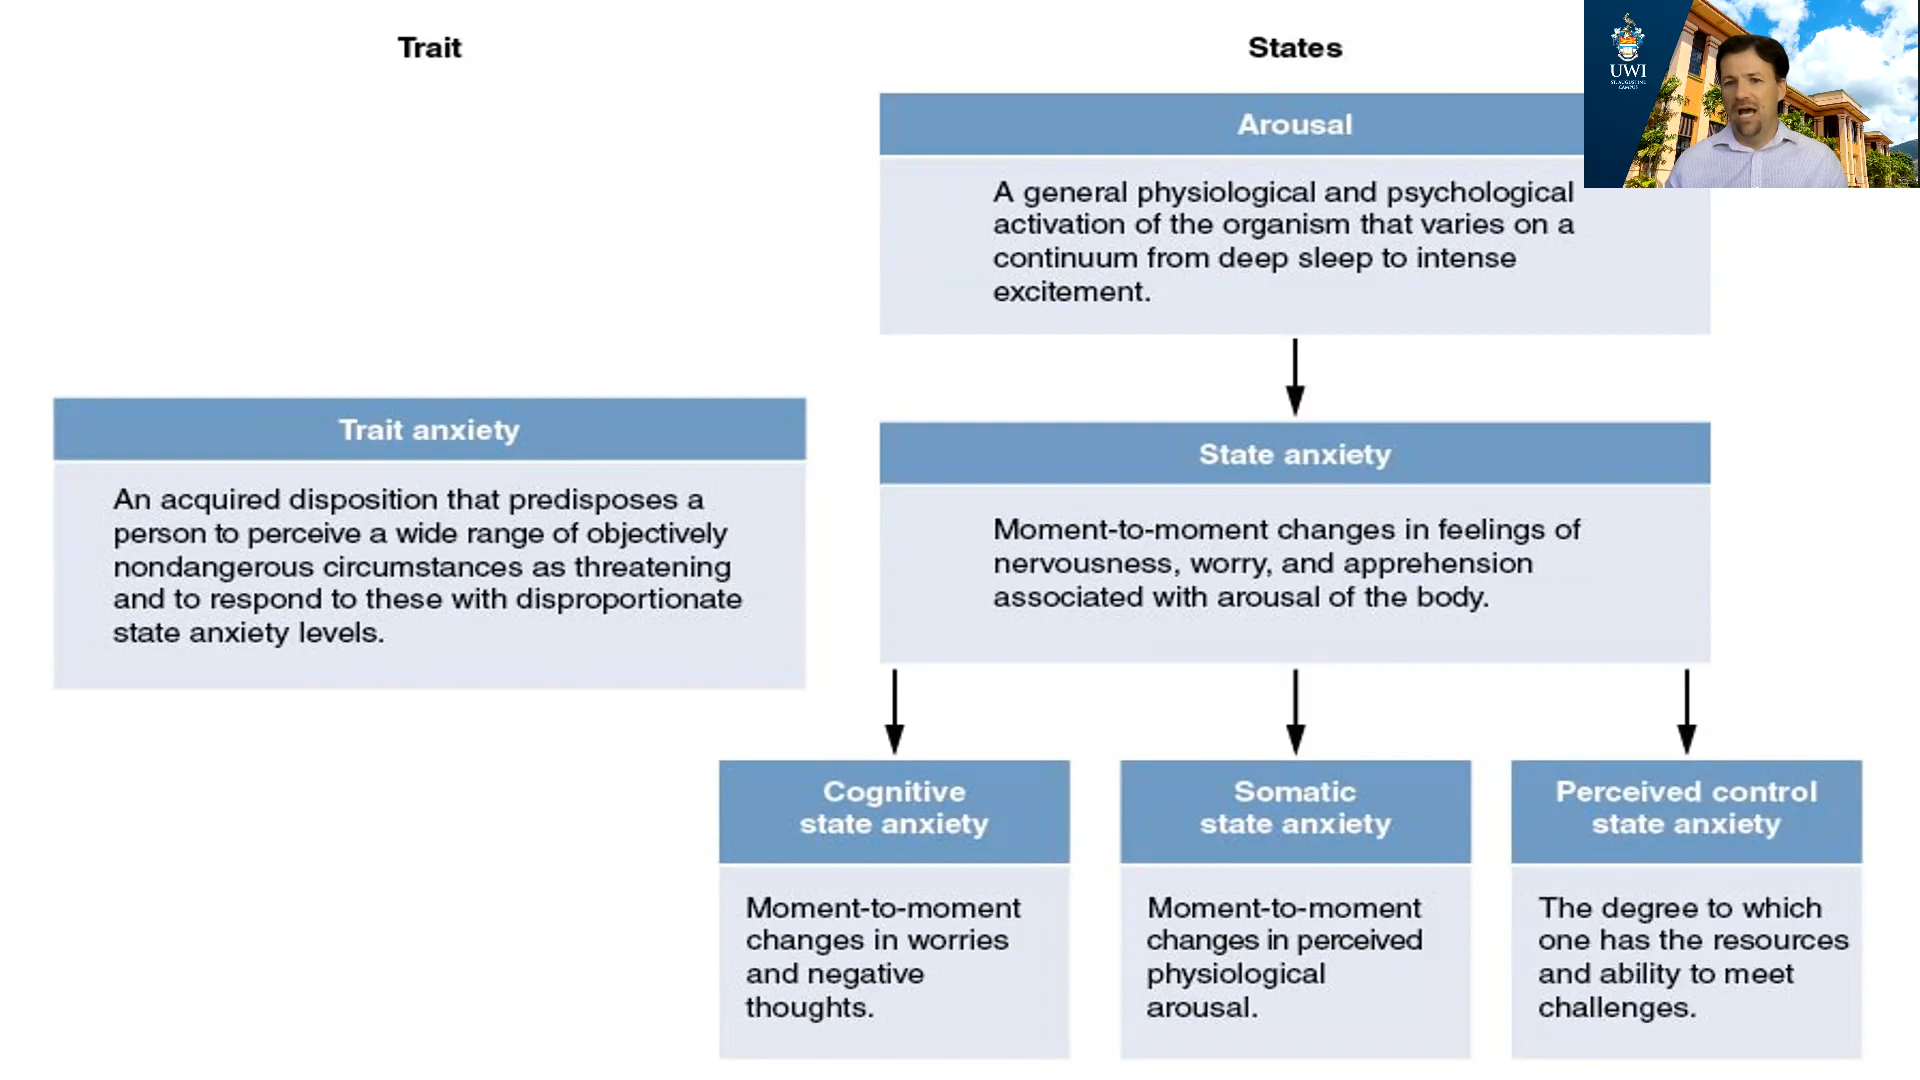 Trait
States
UWI
ST. AUGUSTINE
CAMPUS
Arousal
A general physiological and psychological
activation of the organism that varies on a
continuum from deep sleep to intense
excitement.
Trait anxiety
An acquired disposition that predisposes a
person to perceive a wide range of objectively
nondangerous circumstances as threatening
and to respond to these with disproportionate
state anxiety levels.
State anxiety
Moment-to-moment changes in feelings of
nervousness, worry, and apprehension
associated with arousal of the body.
Cognitive
state anxiety
Moment-to-moment
changes in worries
and negative
thoughts.
Somatic
state anxiety
Moment-to-moment
changes in perceived
physiological
arousal.
Perceived control
state anxiety
The degree to which
one has the resources
and ability to meet
challenges.